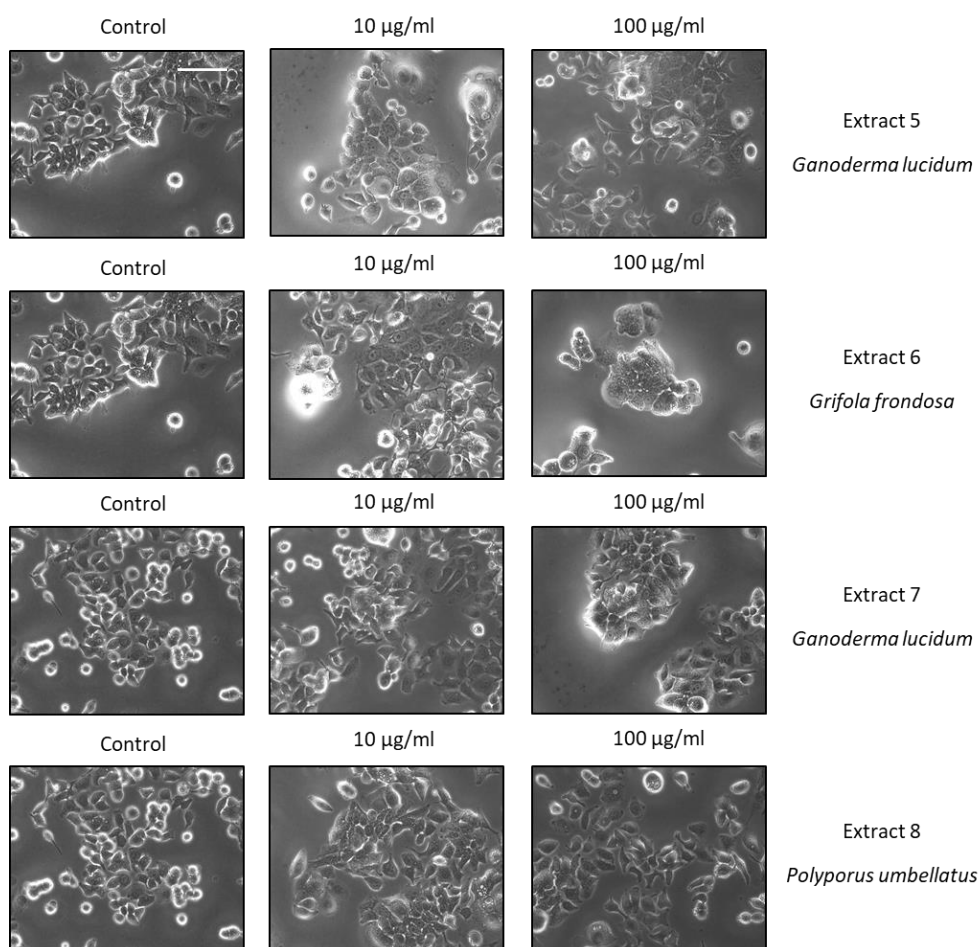 Control 10 µg/ml 100 µg/ml
Extract 5
Ganoderma lucidum
Control 10 µg/ml 100 µg/ml
Extract 6
Grifola frondosa
Control 10 µg/ml 100 µg/ml
Extract 7
Ganoderma lucidum
Control 10 µg/ml 100 µg/ml
Extract 8
Polyporus umbellatus